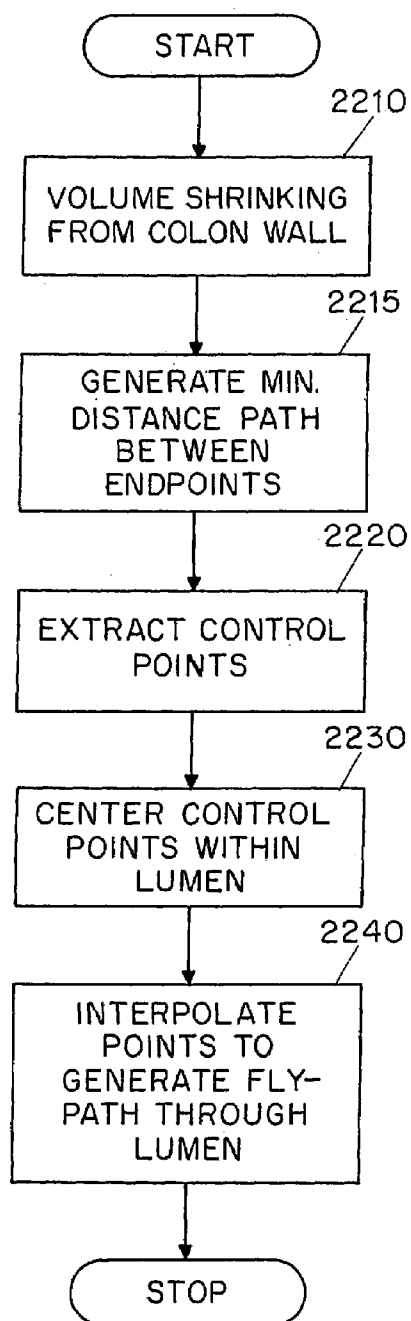 START
2210
VOLUME SHRINKING
FROM COLON WALL
2215
GENERATE MIN.
DISTANCE PATH
BETWEEN
ENDPOINTS
2220
EXTRACT CONTROL
POINTS
2230
CENTER CONTROL
POINTS WITHIN
LUMEN
2240
INTERPOLATE
POINTS TO
GENERATE FLY-
PATH THROUGH
LUMEN
STOP